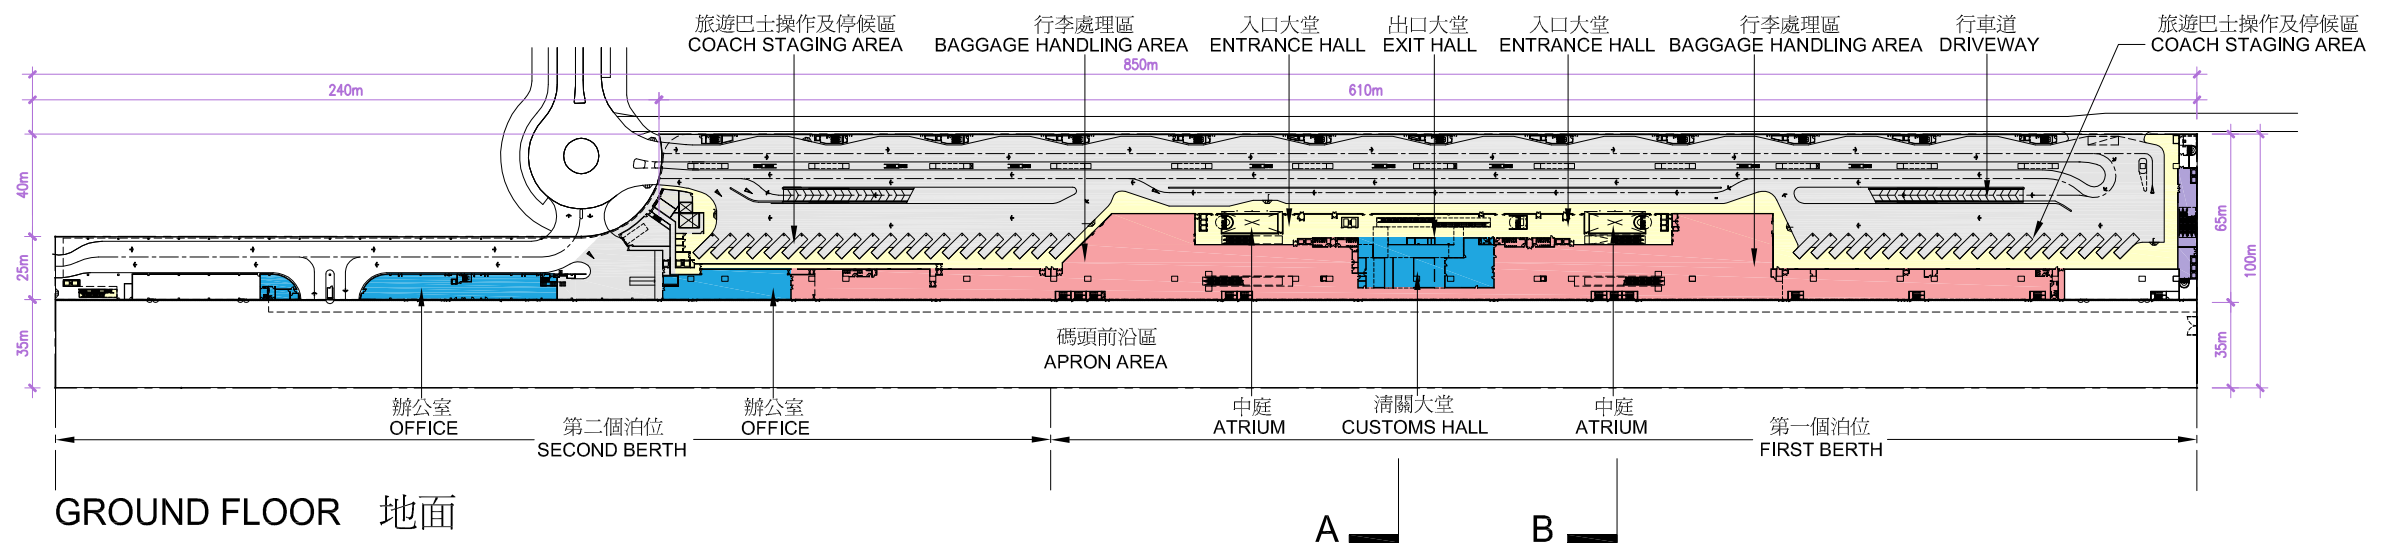 旅遊巴士操作及停候區
COACH STAGING AREA
行李處理區
BAGGAGE HANDLING AREA
入口大堂
ENTRANCE HALL
出口大堂
EXIT HALL
入口大堂
ENTRANCE HALL
行李處理區
BAGGAGE HANDLING AREA
行車道
DRIVEWAY
旅遊巴士操作及停候區
COACH STAGING AREA
850m
240m
610m
40m
25m
35m
65m
100m
35m
碼頭前沿區
APRON AREA
辦公室
OFFICE
第二個泊位
SECOND BERTH
辦公室
OFFICE
中庭
ATRIUM
清關大堂
CUSTOMS HALL
中庭
ATRIUM
第一個泊位
FIRST BERTH
GROUND FLOOR 地面
A
B